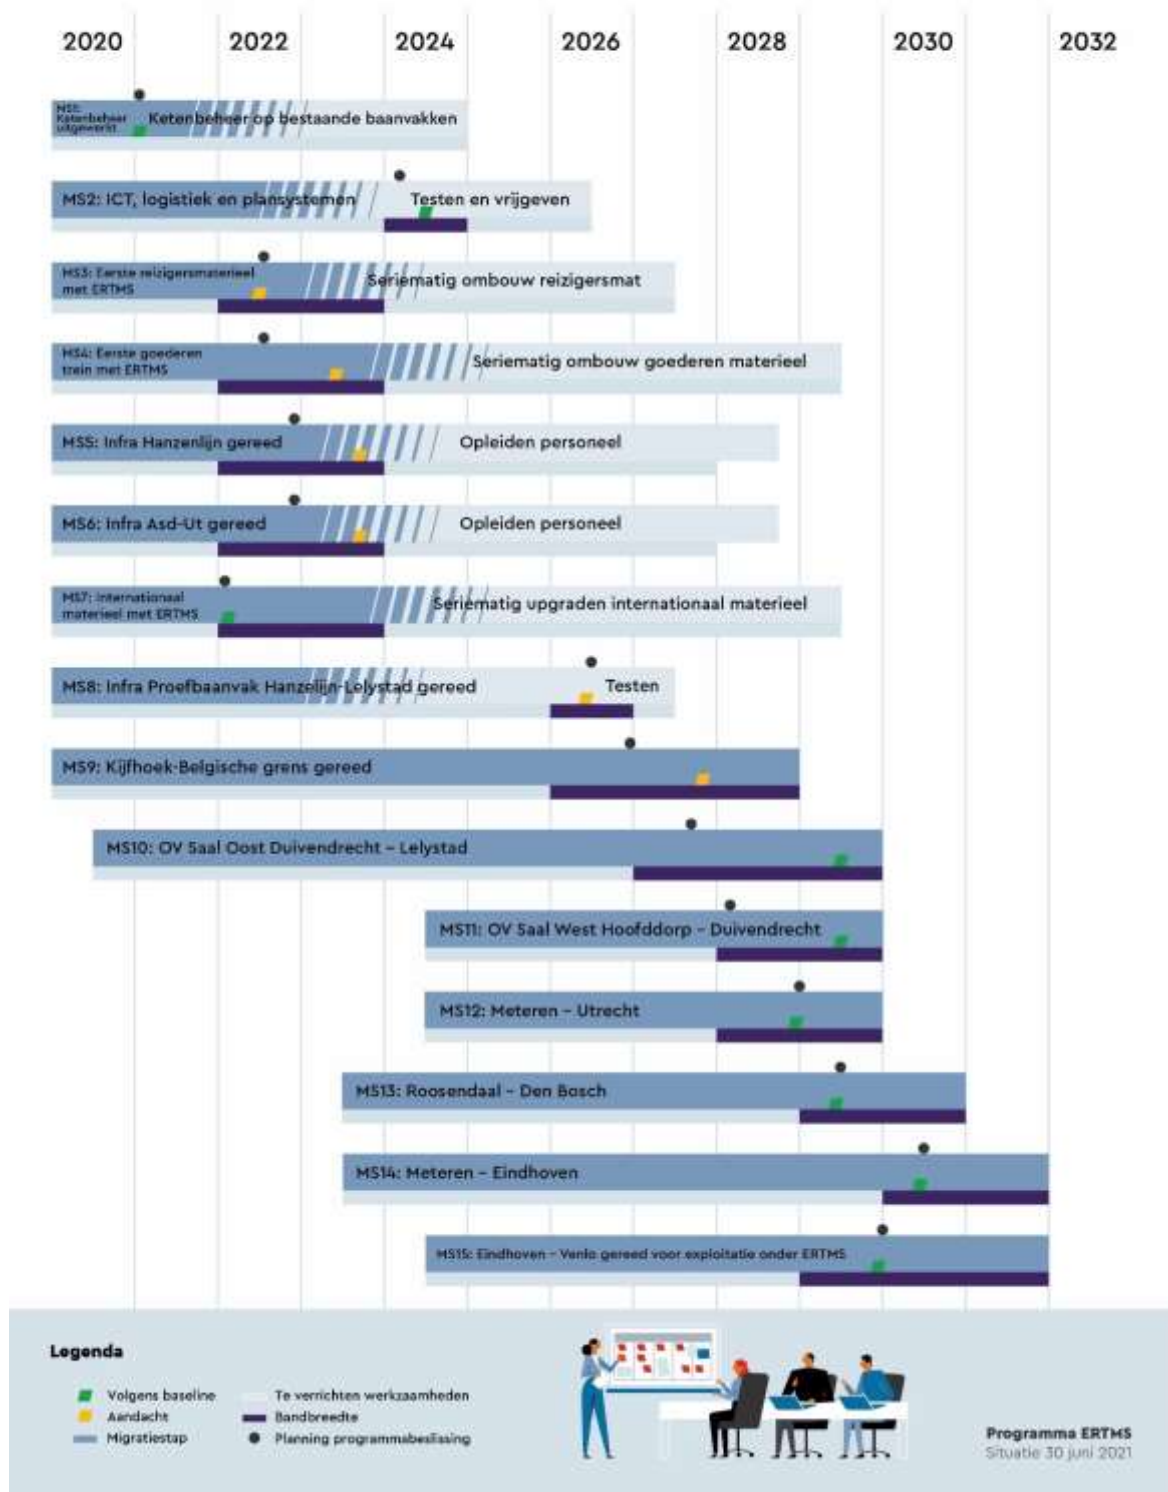 2020 2022 2024 2026 2028 2030 2032
MS1:
Ketenbeheer
uitgewerkt
Ketenbeheer op bestaande baanvakken
MS2: ICT, logistiek en plansystemen
Testen en vrijgeven
MS3: Eerste reizigersmaterieel
met ERTMS
Seriematig ombouw reizigersmat
MS4: Eerste goederen
trein met ERTMS
Seriematig ombouw goederen materieel
MS5: Infra Hanzenlijn gereed
Opleiden personeel
MS6: Infra Asd-Ut gereed
Opleiden personeel
MS7: Internationaal
materieel met ERTMS
Seriematig upgraden internationaal materieel
MS8: Infra Proefbaanvak Hanzelijn-Lelystad gereed
Testen
MS9: Kijfhoek-Belgische grens gereed
MS10: OV Saal Oost Duivendrecht - Lelystad
MS11: OV Saal West Hoofddorp - Duivendrecht
MS12: Meteren - Utrecht
MS13: Roosendaal - Den Bosch
MS14: Meteren - Eindhoven
MS15: Eindhoven - Venlo gereed voor exploitatie onder ERTMS
Legenda
Volgens baseline
Aandacht
Migratiestap
Te verrichten werkzaamheden
Bandbreedte
Planning programmabeslissing
Programma ERTMS
Situatie 30 juni 2021